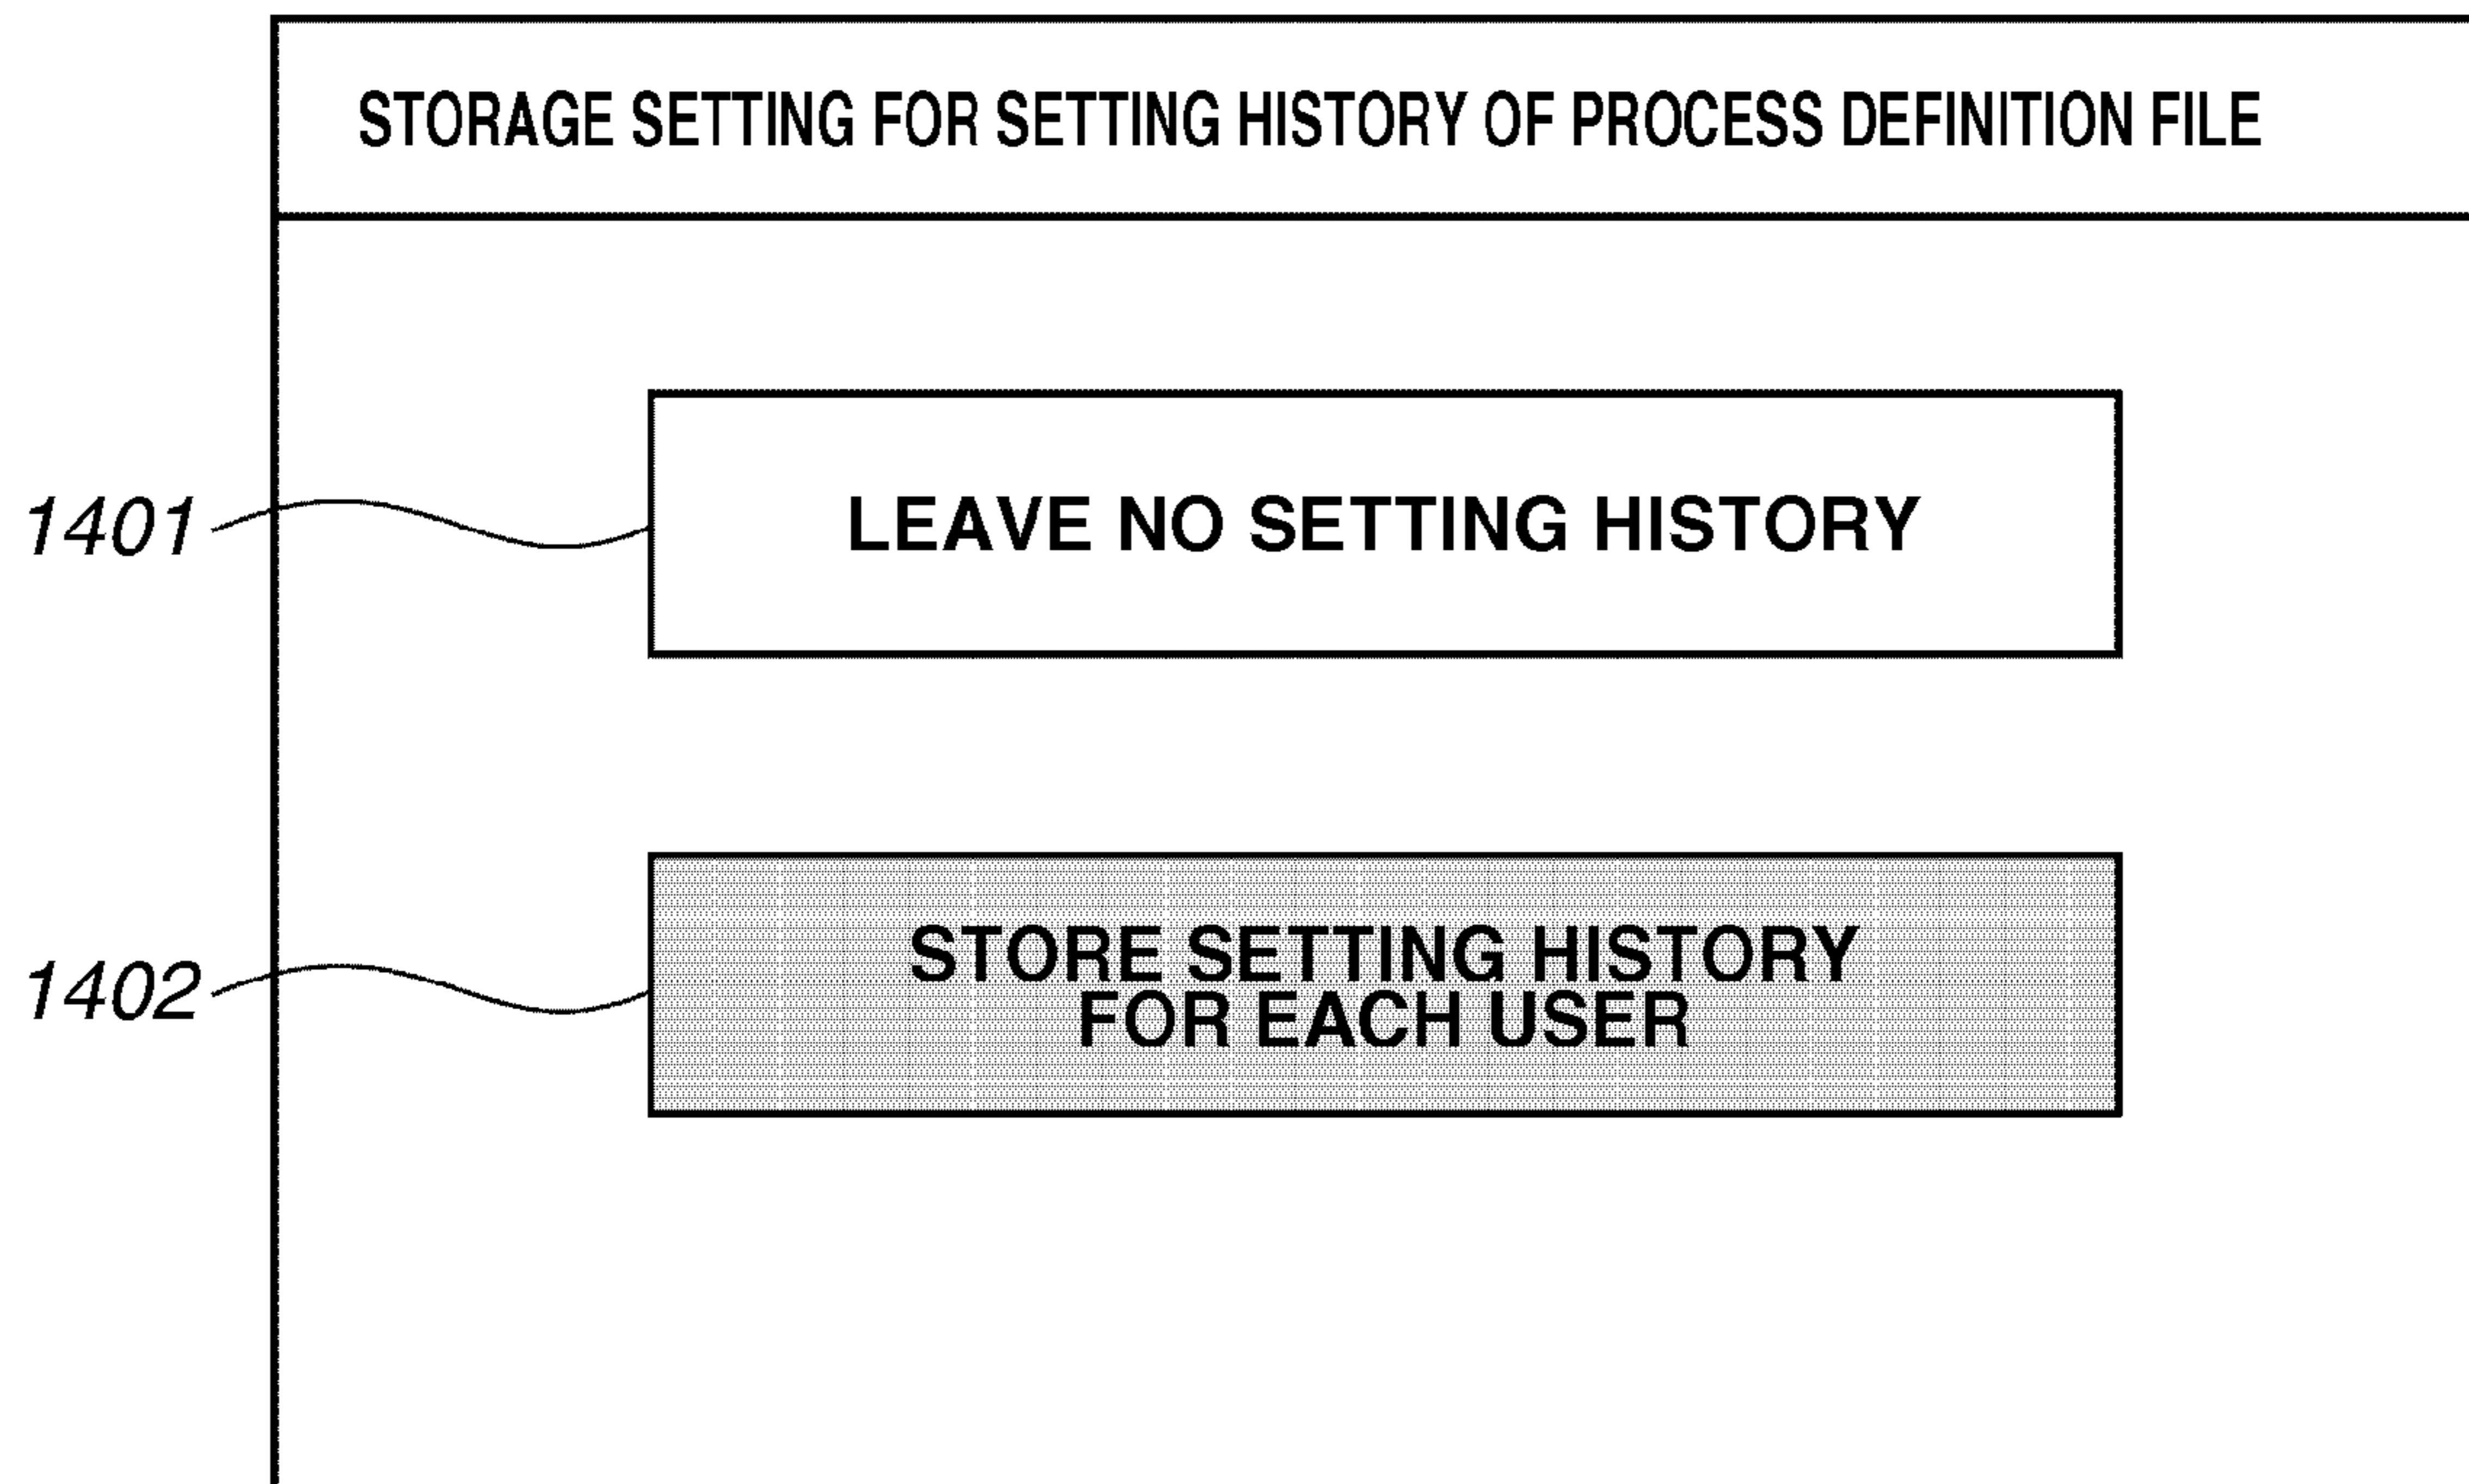 STORAGE SETTING FOR SETTING HISTORY OF PROCESS DEFINITION FILE
1401
LEAVE NO SETTING HISTORY
1402
STORE SETTING HISTORY
FOR EACH USER